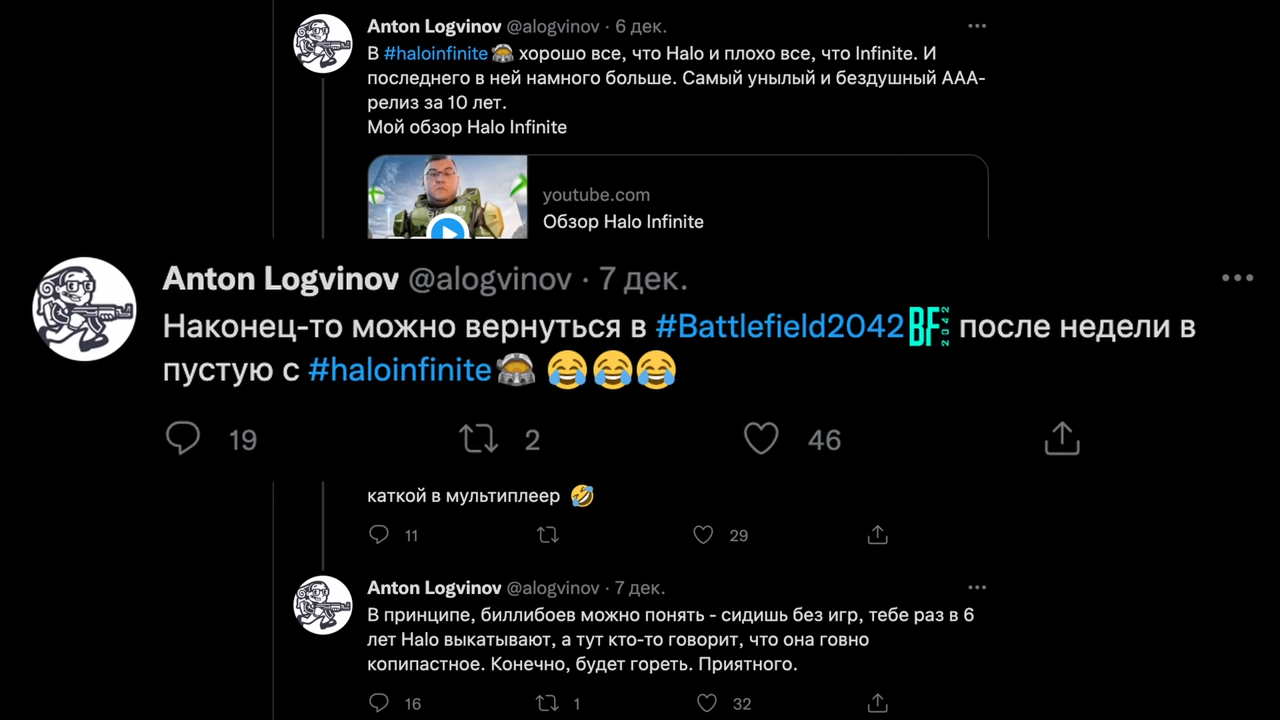 Anton Logvinov @alogvinov · 6 дек.
В #haloinfinite хорошо все, что Halo и плохо все, что Infinite. И
последнего в ней намного больше. Самый унылый и бездушный ААА-
релиз за 10 лет.
Мой обзор Halo Infinite
youtube.com
Обзор Halo Infinite
Anton Logvinov @alogvinov · 7 дек.
Наконец-то можно вернуться в #Battlefield2042 BF 2042 после недели в
пустую с #haloinfinite 😂😂😂
19 2 46
каткой в мультиплеер 🤣
11 29
Anton Logvinov @alogvinov · 7 дек.
В принципе, биллибоев можно понять - сидишь без игр, тебе раз в 6
лет Halo выкатывают, а тут кто-то говорит, что она говно
копипастное. Конечно, будет гореть. Приятного.
16 1 32